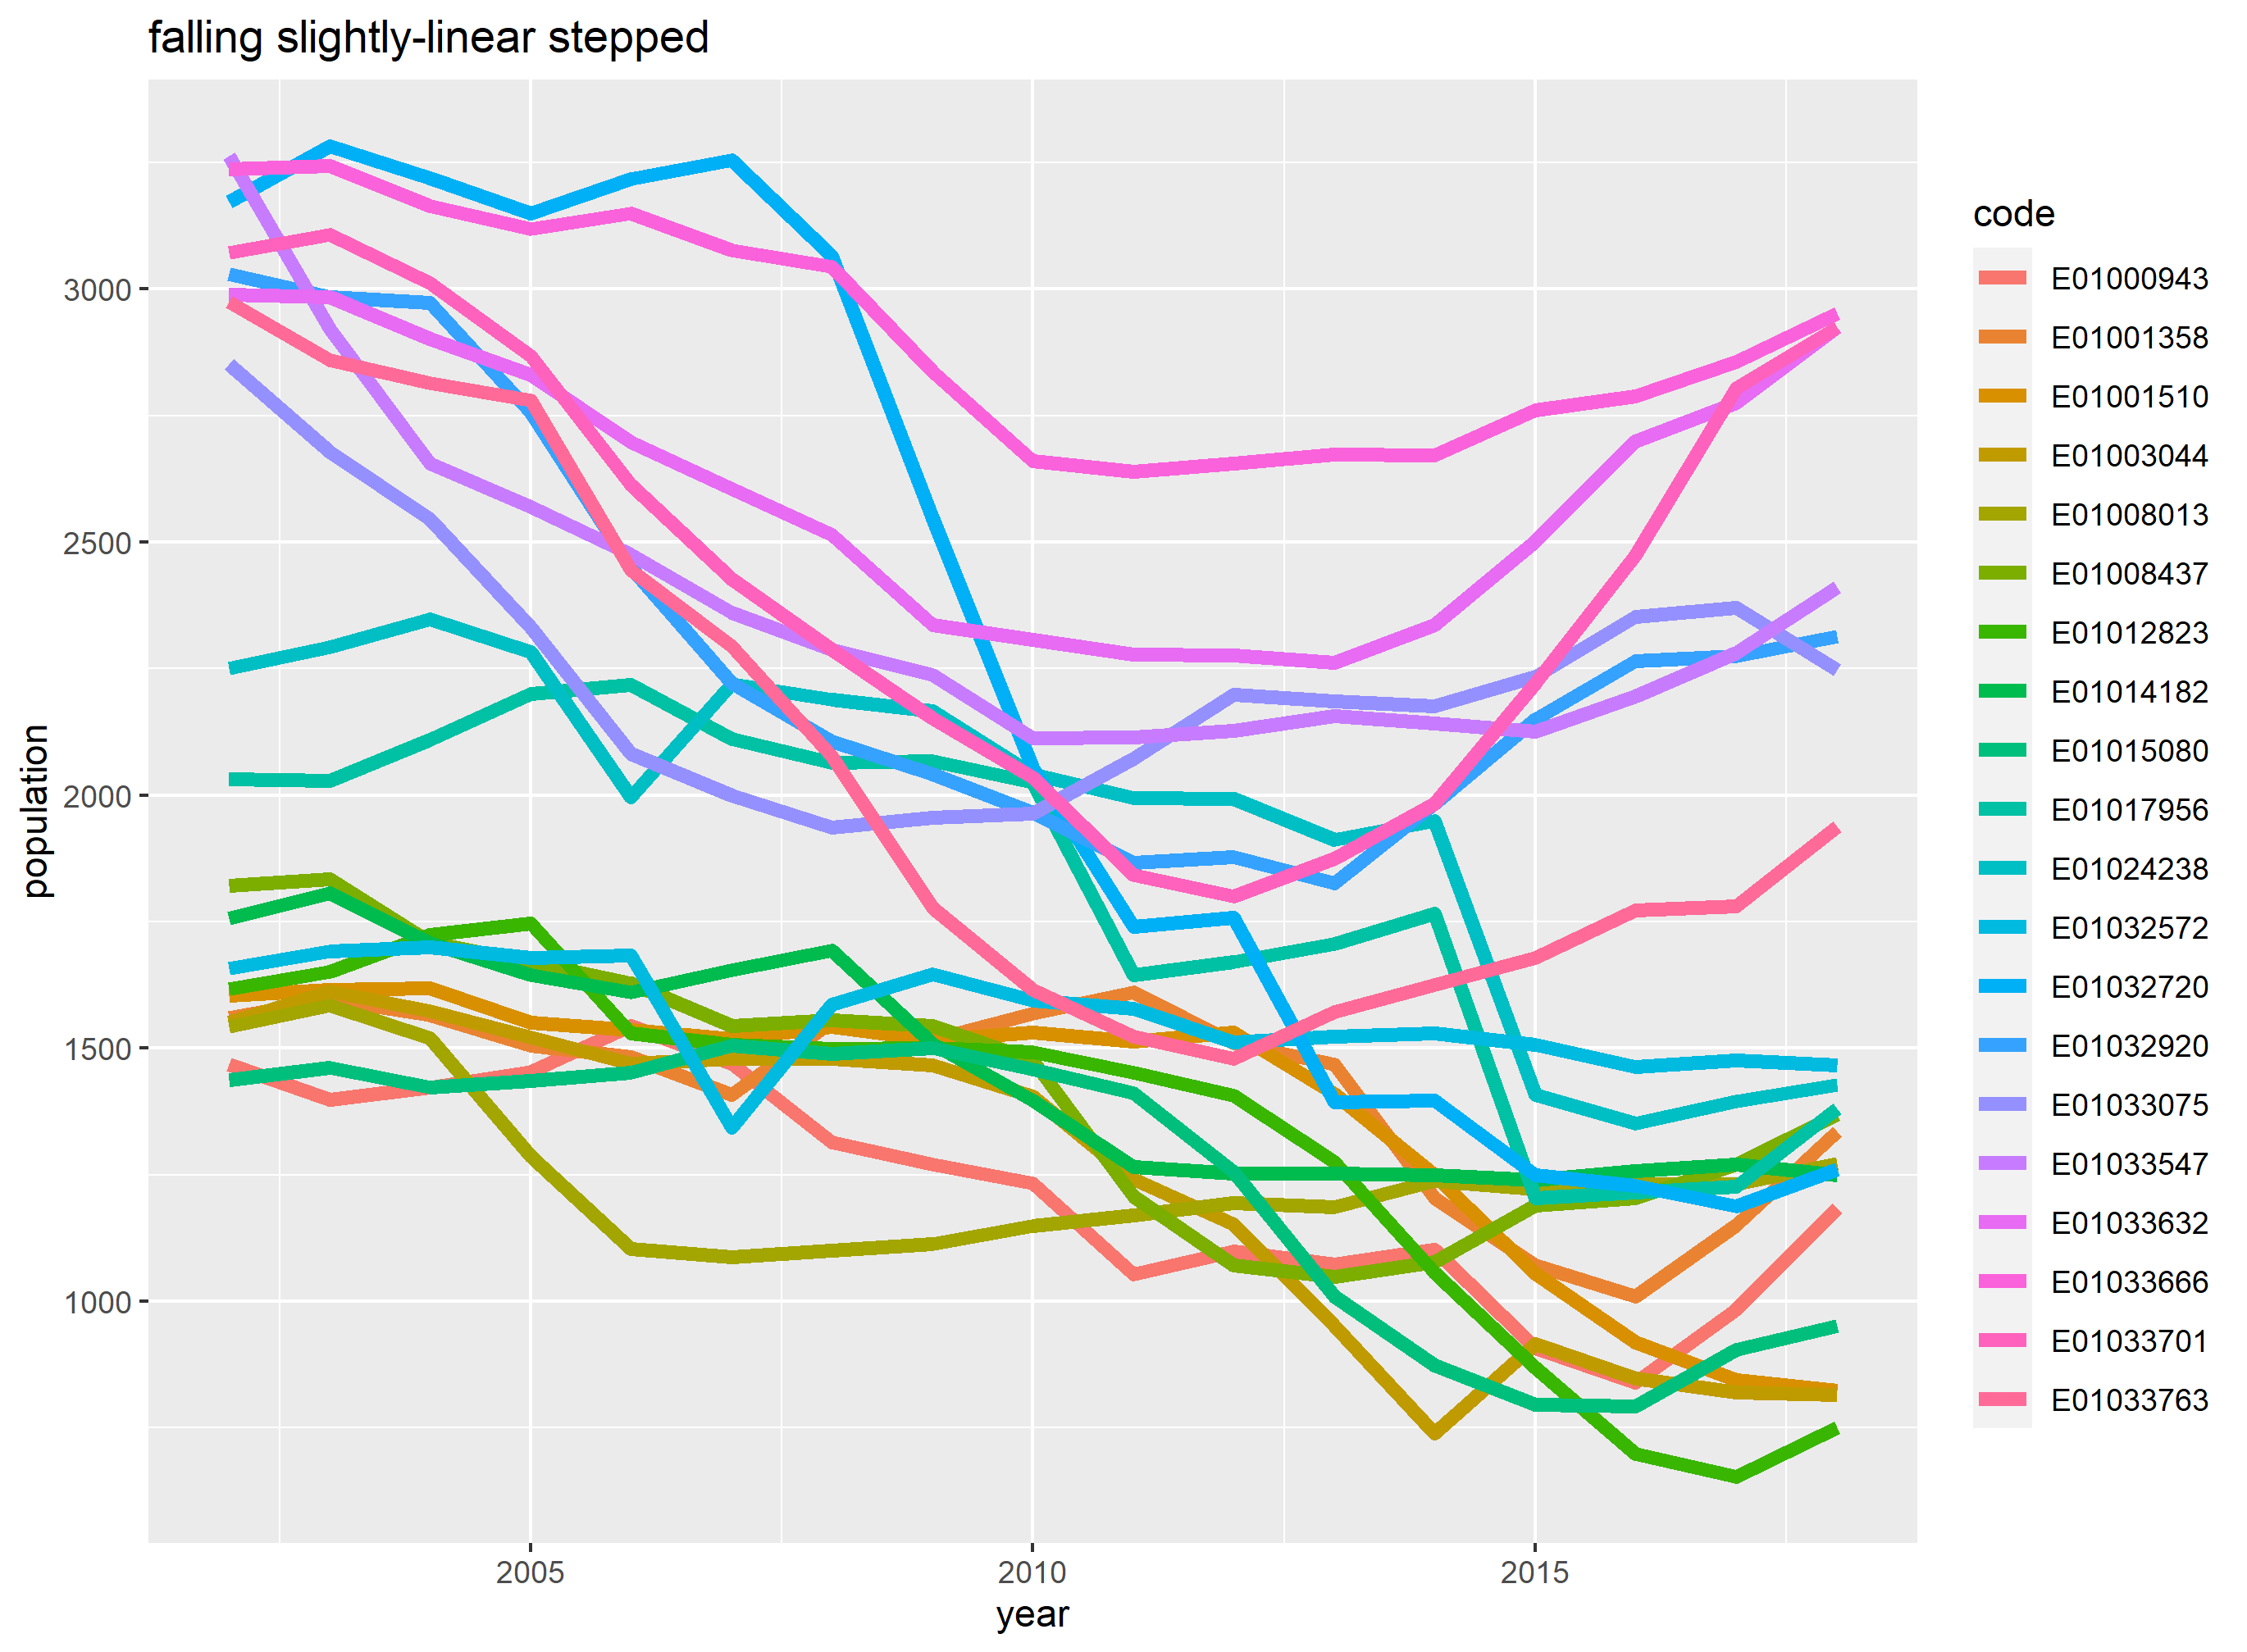 falling slightly-linear stepped
population
3000
2500
2000
1500
1000
2005
2010
2015
year
code
E01000943
E01001358
E01001510
E01003044
E01008013
E01008437
E01012823
E01014182
E01015080
E01017956
E01024238
E01032572
E01032720
E01032920
E01033075
E01033547
E01033632
E01033666
E01033701
E01033763